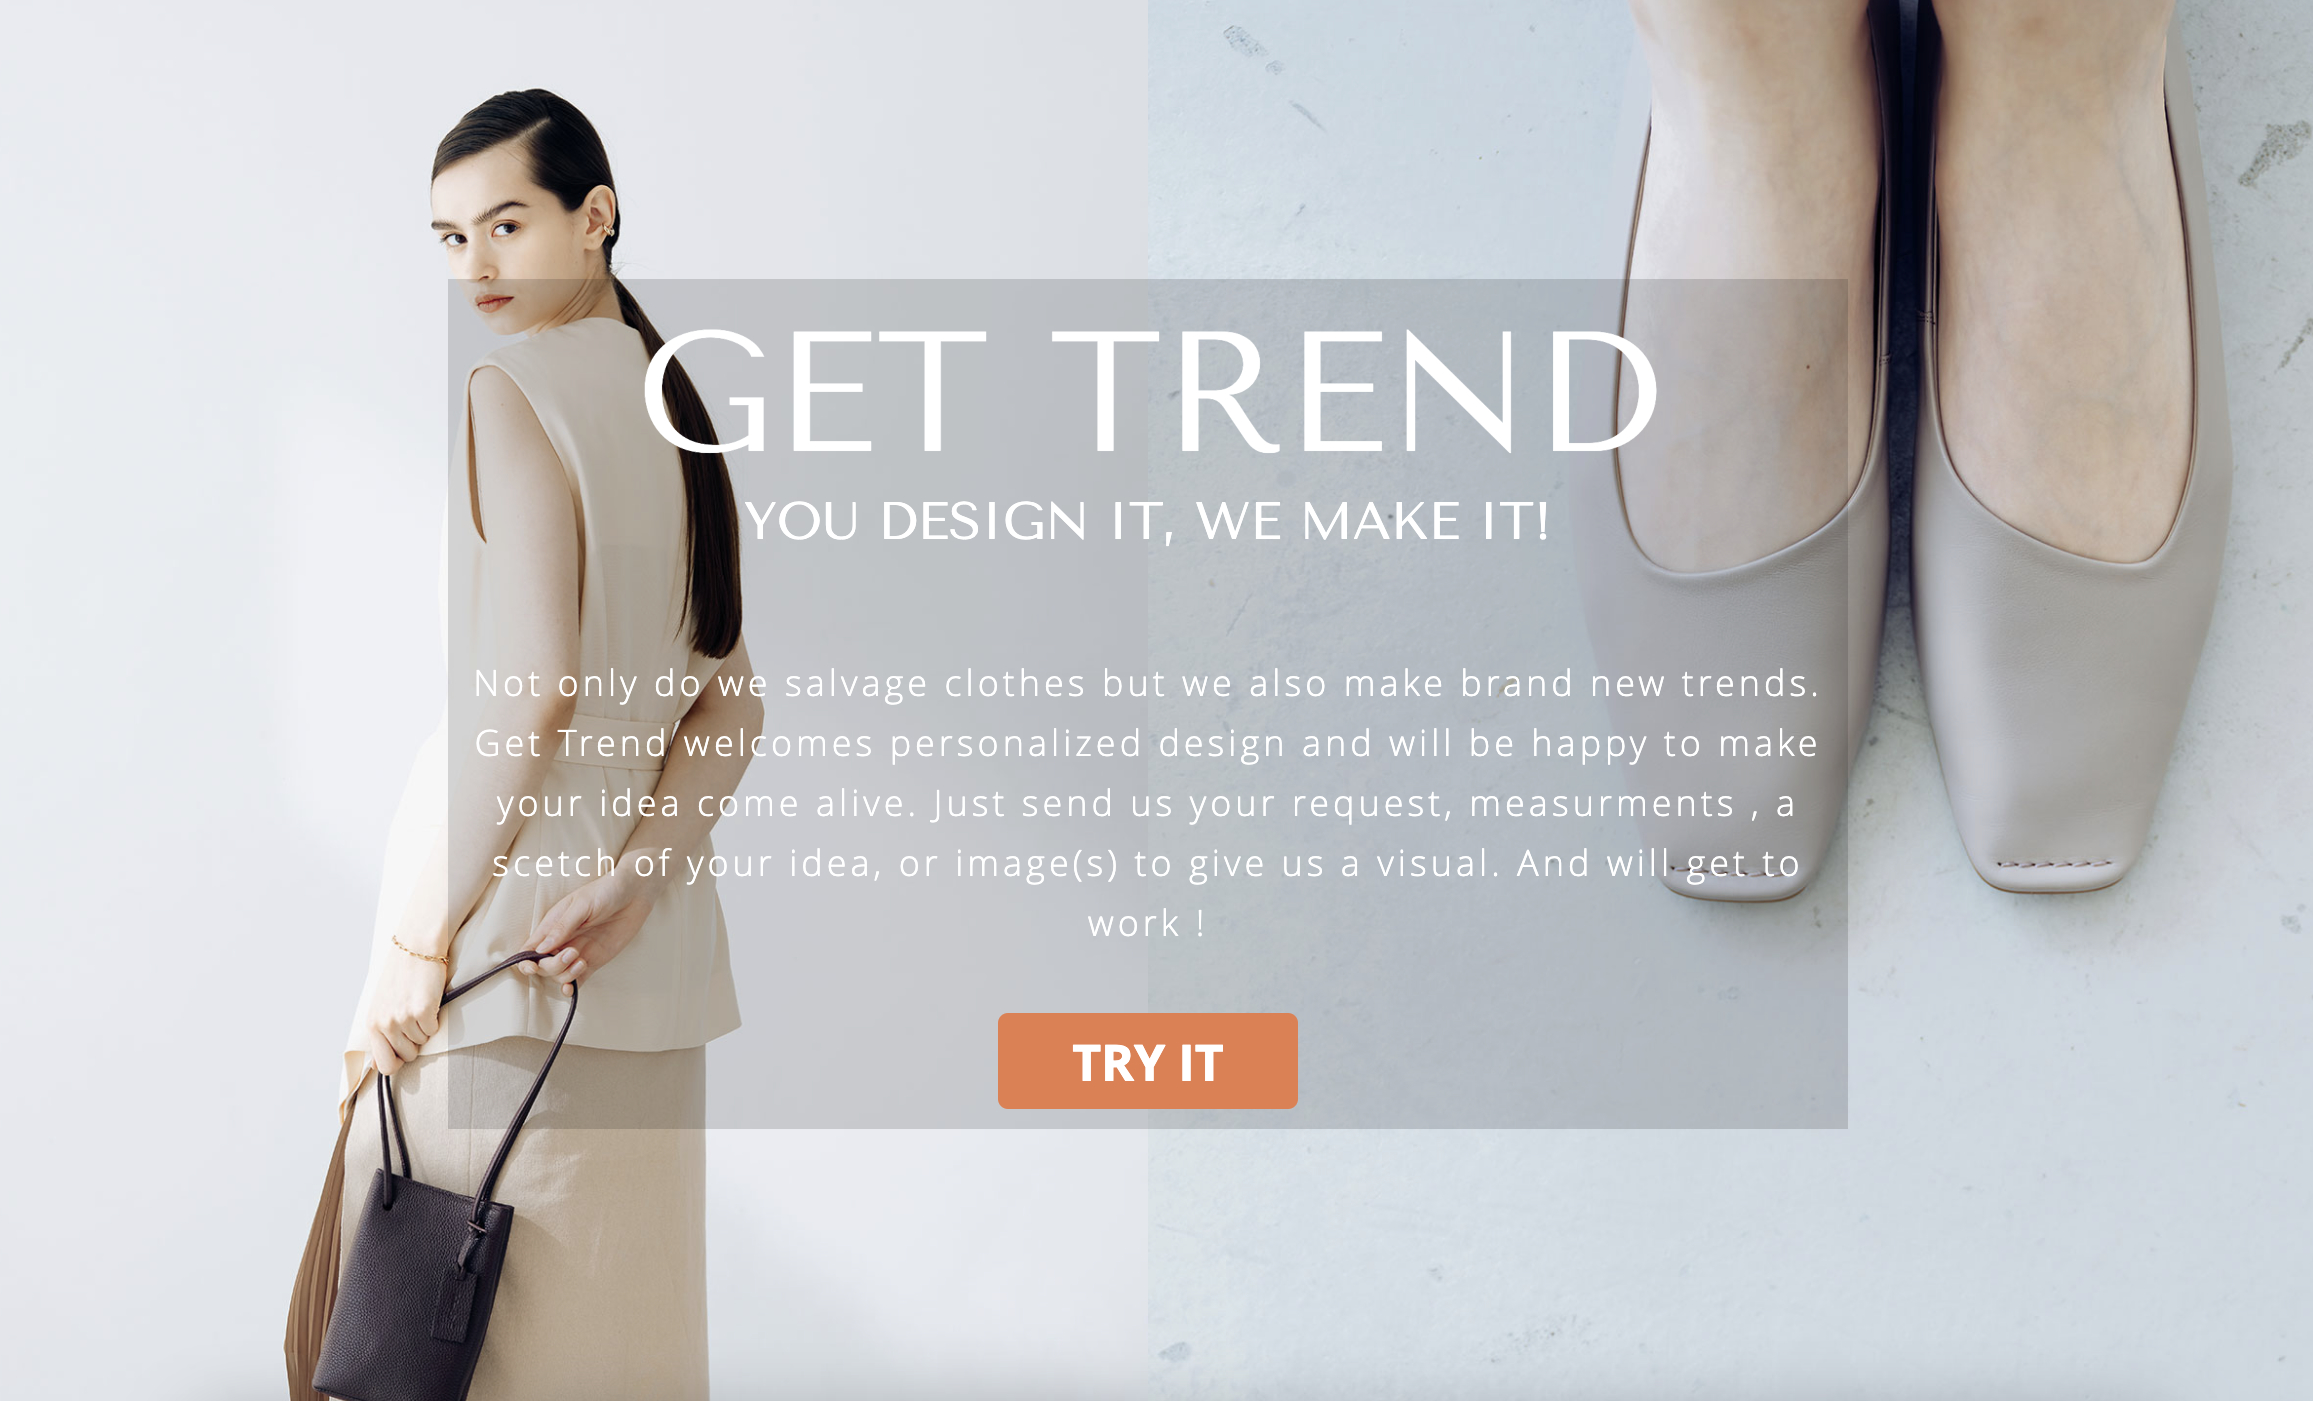 GET TREND
YOU DESIGN IT, WE MAKE IT!
Not only do we salvage clothes but we also make brand new trends.
Get Trend welcomes personalized design and will be happy to make
your idea come alive. Just send us your request, measurments , a
scetch of your idea, or image(s) to give us a visual. And will get to
work !
TRY IT